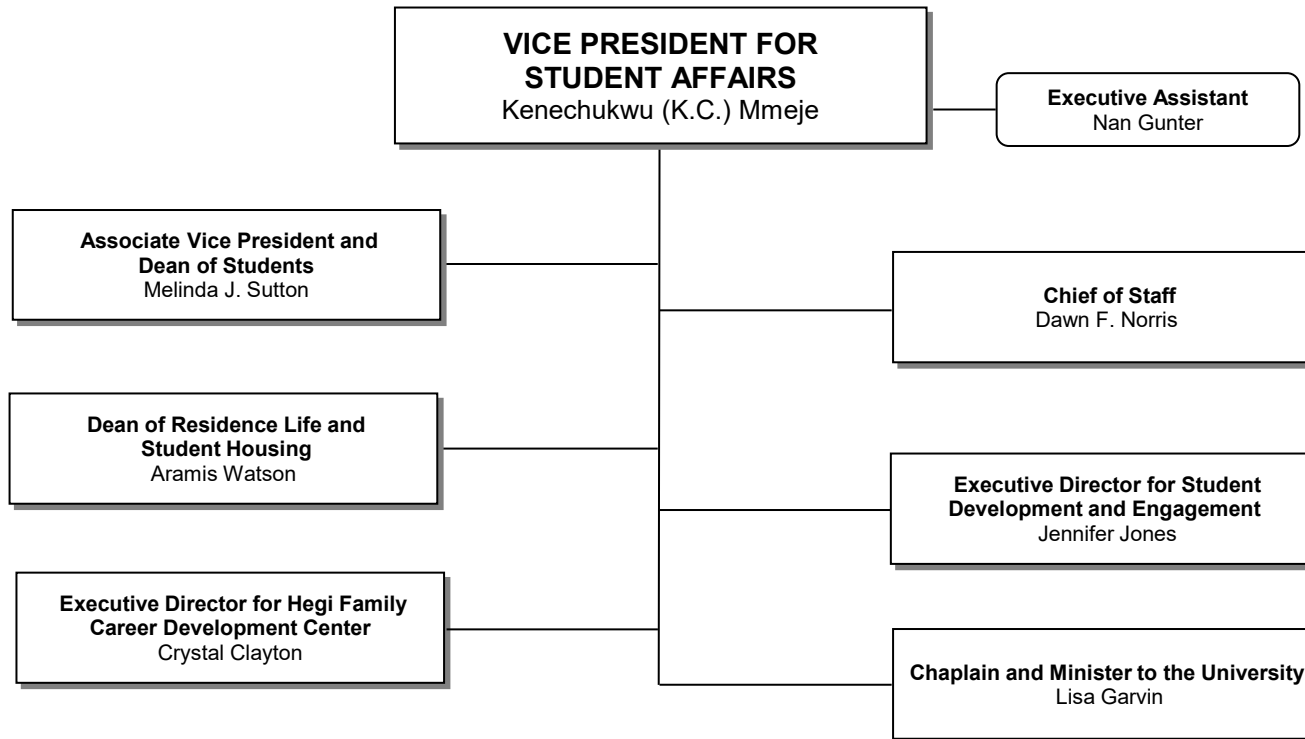 VICE PRESIDENT FOR
STUDENT AFFAIRS
Kenechukwu (K.C.) Mmeje
Executive Assistant
Nan Gunter
Associate Vice President and
Dean of Students
Melinda J. Sutton
Chief of Staff
Dawn F. Norris
Dean of Residence Life and
Student Housing
Aramis Watson
Executive Director for Student
Development and Engagement
Jennifer Jones
Executive Director for Hegi Family
Career Development Center
Crystal Clayton
Chaplain and Minister to the University
Lisa Garvin